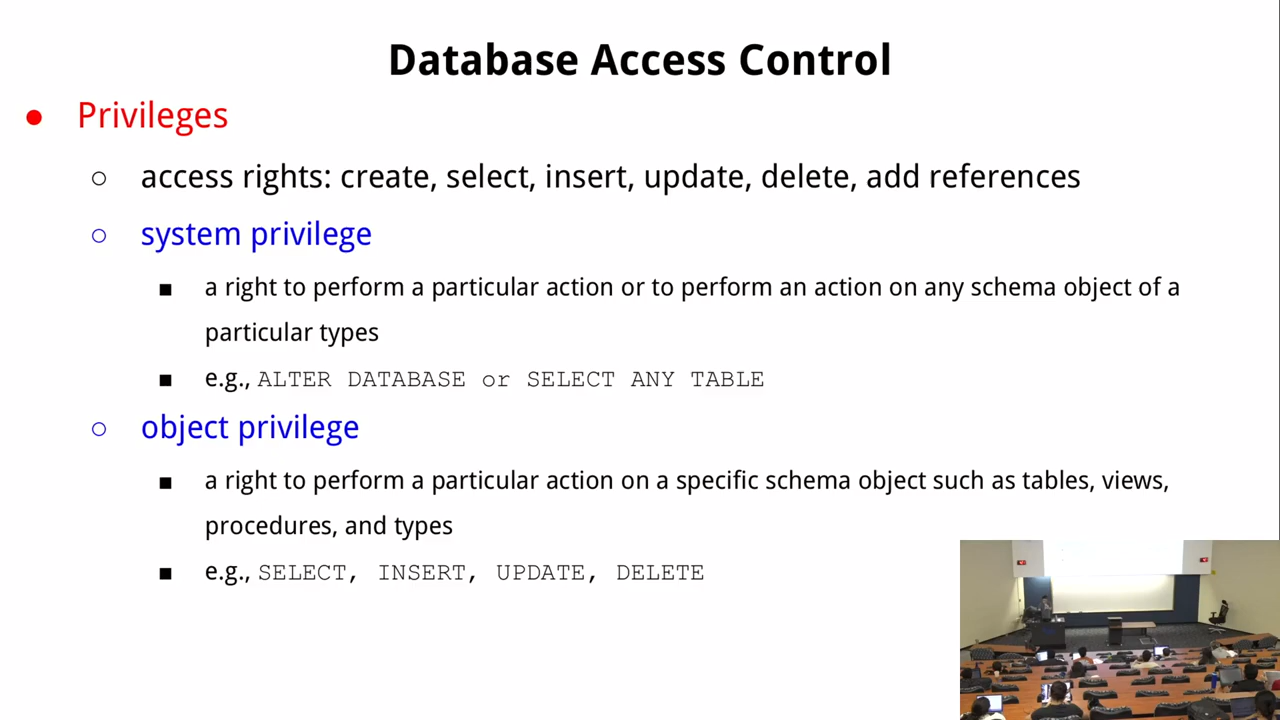 Database Access Control
● Privileges
○ access rights: create, select, insert, update, delete, add references
○ system privilege
■ a right to perform a particular action or to perform an action on any schema object of a
particular types
■ e.g., ALTER DATABASE or SELECT ANY TABLE
○ object privilege
■ a right to perform a particular action on a specific schema object such as tables, views,
procedures, and types
■ e.g., SELECT, INSERT, UPDATE, DELETE